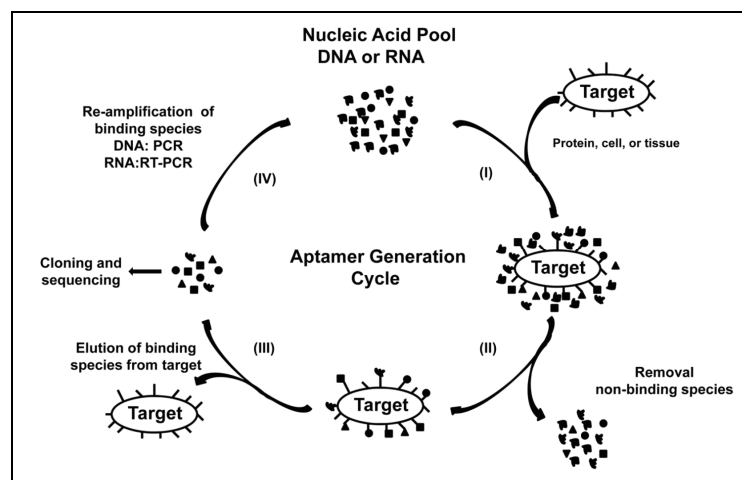 Nucleic Acid Pool
DNA or RNA
Target
Protein, cell, or tissue
(I)
Re-amplification of
binding species
DNA: PCR
RNA:RT-PCR
(IV)
Aptamer Generation
Cycle
Target
Cloning and
sequencing
(II)
Removal
non-binding species
(III)
Elution of binding
species from target
Target
Target